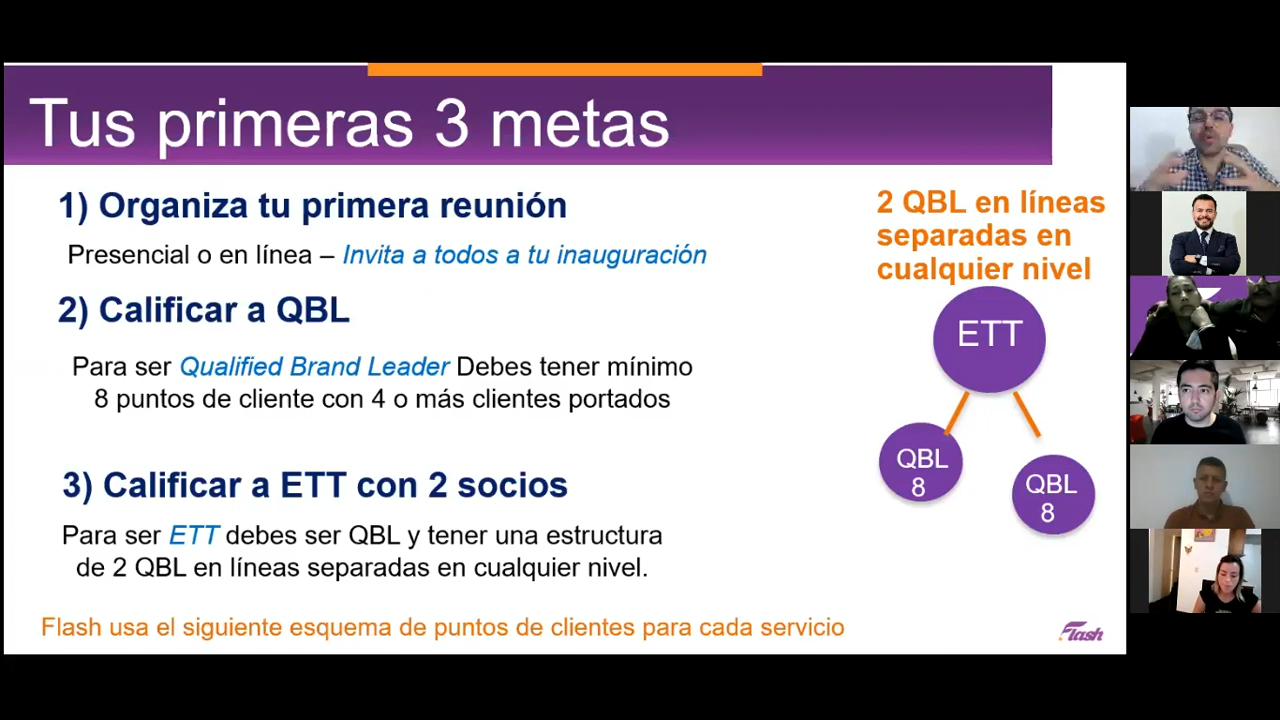 Tus primeras 3 metas
1) Organiza tu primera reunión
Presencial o en línea – Invita a todos a tu inauguración
2) Calificar a QBL
Para ser Qualified Brand Leader Debes tener mínimo
8 puntos de cliente con 4 o más clientes portados
3) Calificar a ETT con 2 socios
Para ser ETT debes ser QBL y tener una estructura
de 2 QBL en líneas separadas en cualquier nivel.
Flash usa el siguiente esquema de puntos de clientes para cada servicio
2 QBL en líneas
separadas en
cualquier nivel
ETT
QBL
8
QBL
8
Flash